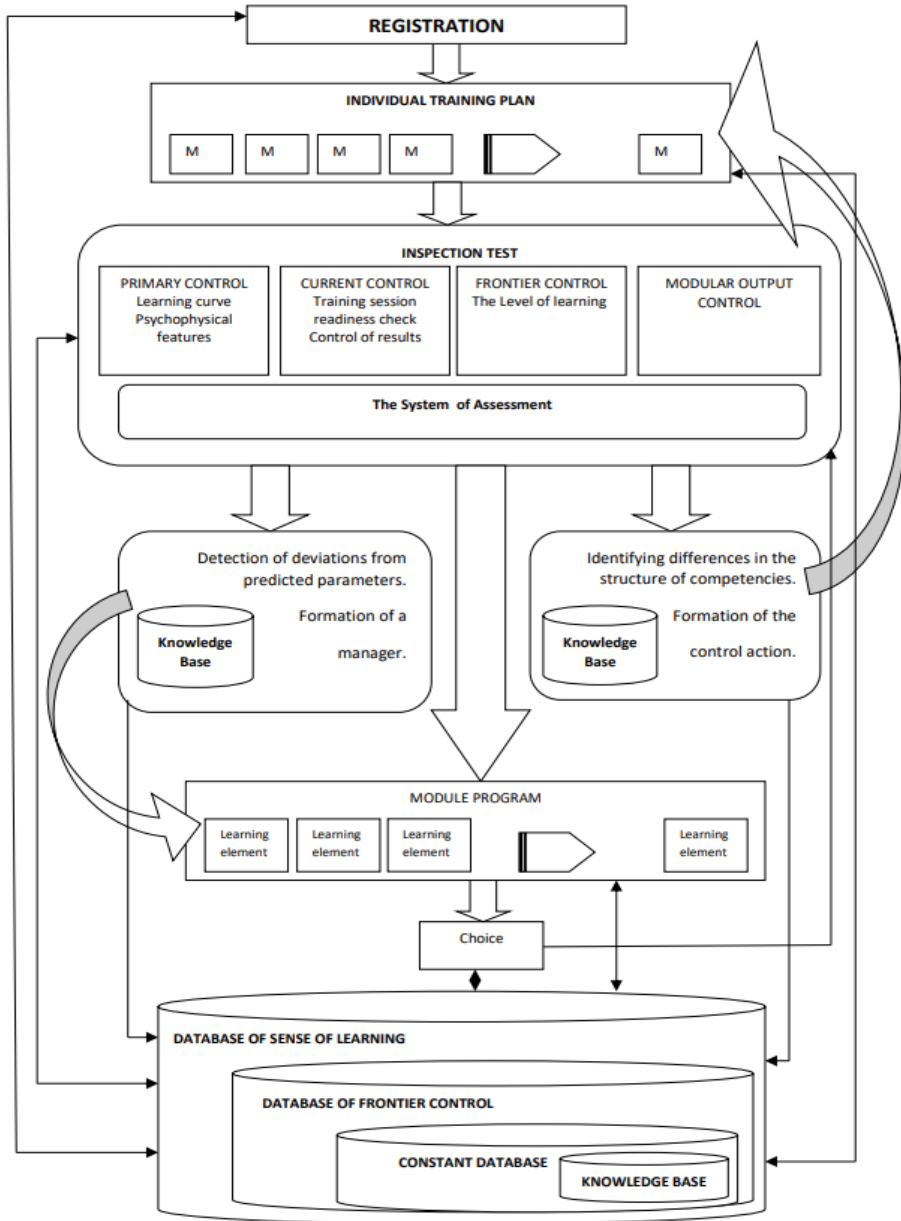 REGISTRATION
INDIVIDUAL TRAINING PLAN
M
M
M
M
M
INSPECTION TEST
PRIMARY CONTROL
Learning curve
Psychophysical
features
CURRENT CONTROL
Training session
readiness check
Control of results
FRONTIER CONTROL
The Level of learning
MODULAR OUTPUT
CONTROL
The System of Assessment
Detection of deviations from
predicted parameters.
Formation of a
manager.
Knowledge
Base
Identifying differences in the
structure of competencies.
Formation of the
control action.
Knowledge
Base
MODULE PROGRAM
Learning
element
Learning
element
Learning
element
Learning
element
Choice
DATABASE OF SENSE OF LEARNING
DATABASE OF FRONTIER CONTROL
CONSTANT DATABASE
KNOWLEDGE BASE